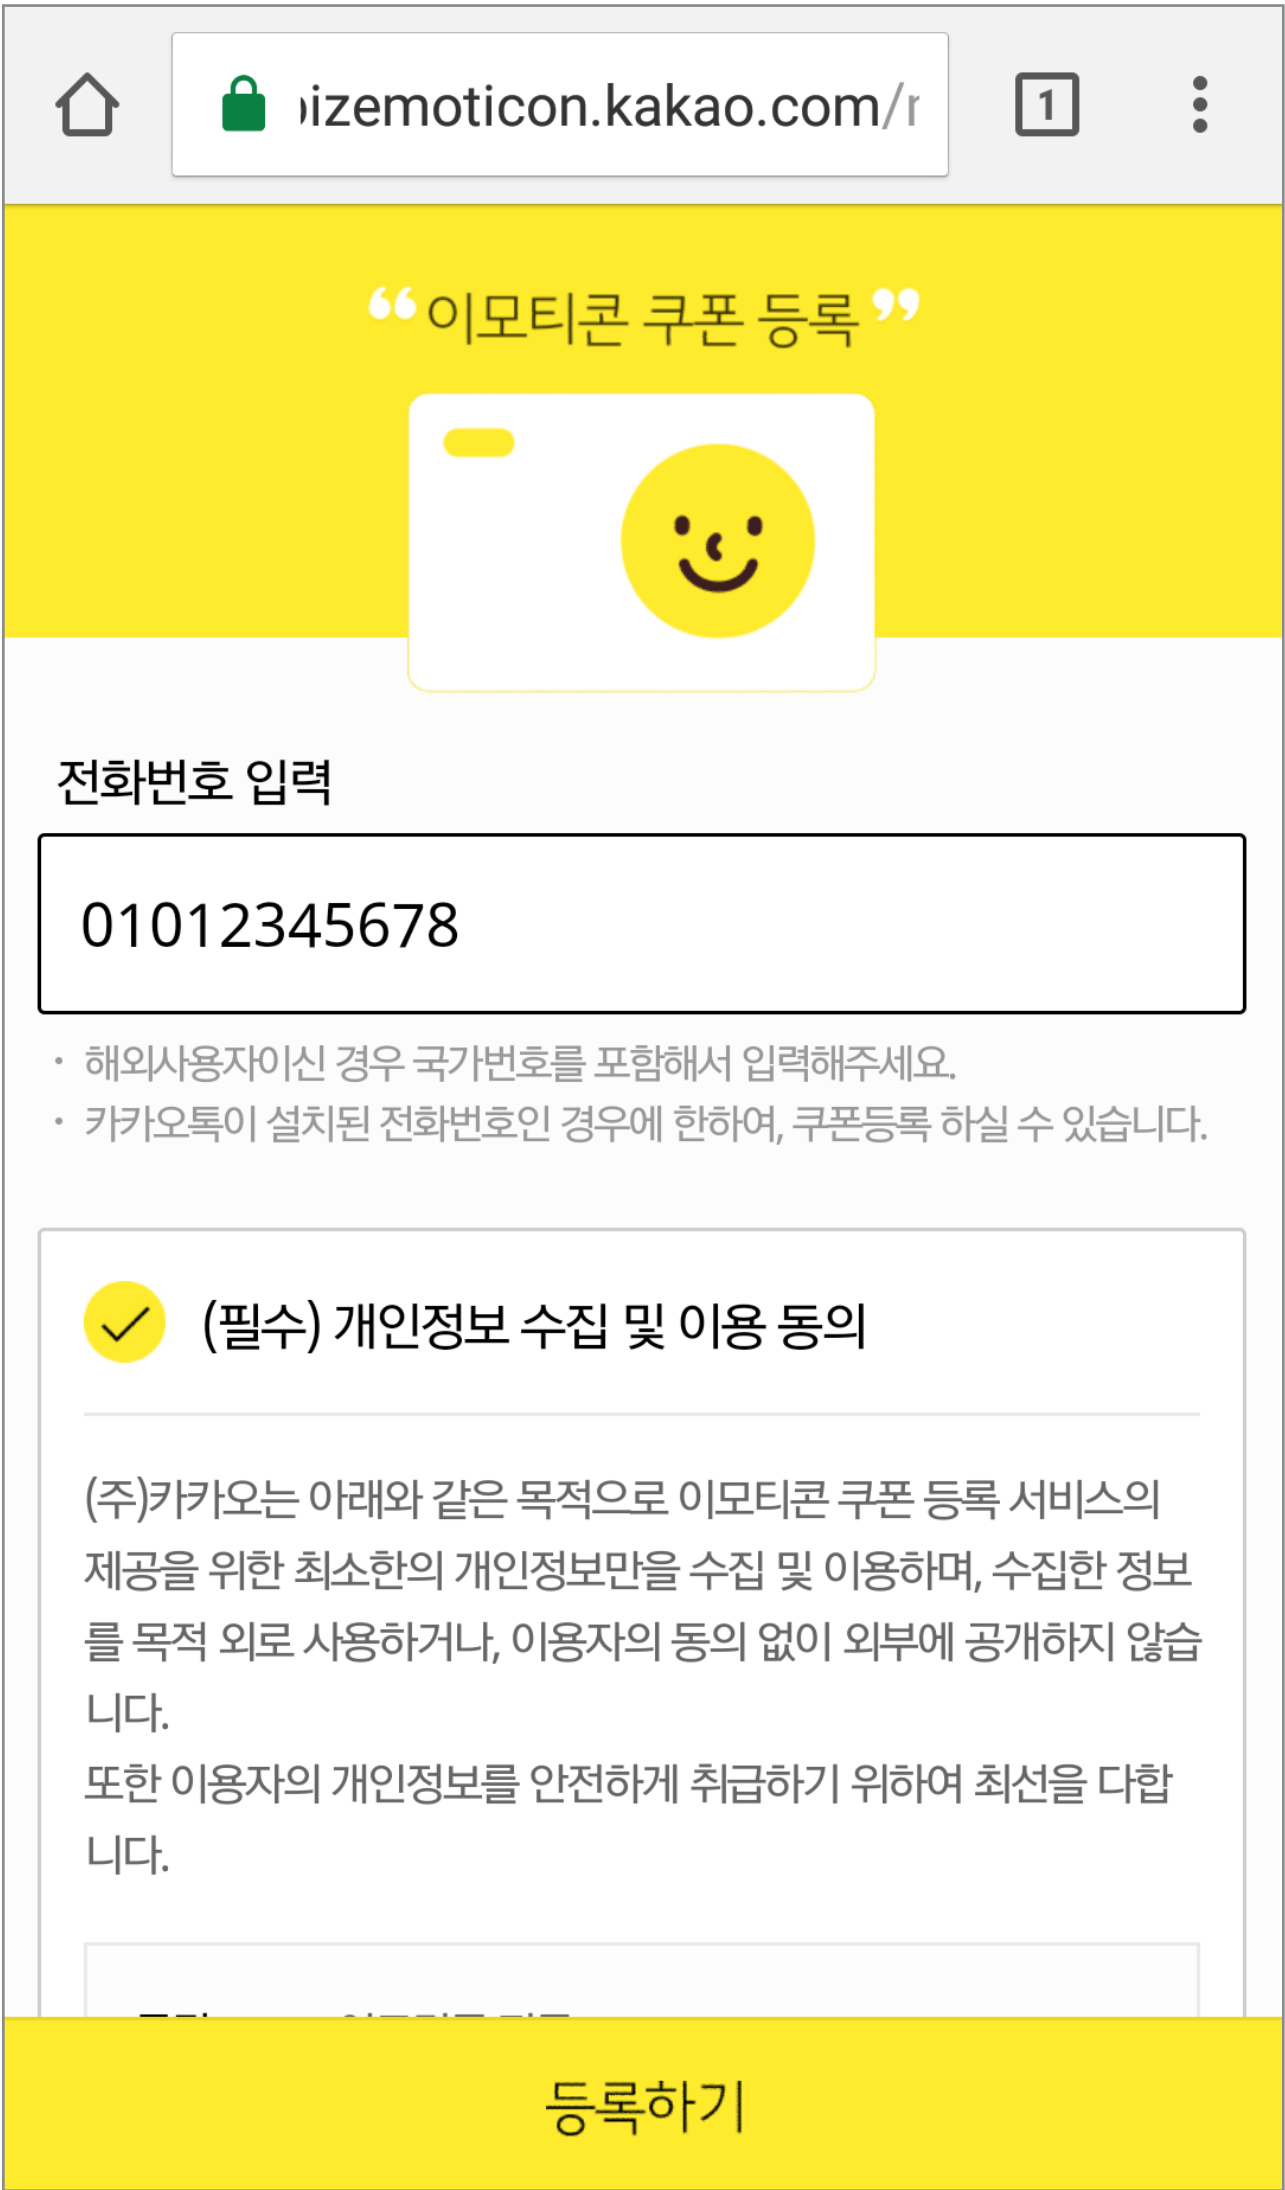 izemoticon.kakao.com/r
1
“이모티콘 쿠폰 등록”
전화번호 입력
01012345678
· 해외사용자이신 경우 국가번호를 포함해서 입력해주세요.
· 카카오톡이 설치된 전화번호인 경우에 한하여, 쿠폰등록 하실 수 있습니다.
(필수) 개인정보 수집 및 이용 동의
(주)카카오는 아래와 같은 목적으로 이모티콘 쿠폰 등록 서비스의
제공을 위한 최소한의 개인정보만을 수집 및 이용하며, 수집한 정보
를 목적 외로 사용하거나, 이용자의 동의 없이 외부에 공개하지 않습
니다.
또한 이용자의 개인정보를 안전하게 취급하기 위하여 최선을 다합
니다.
등록하기